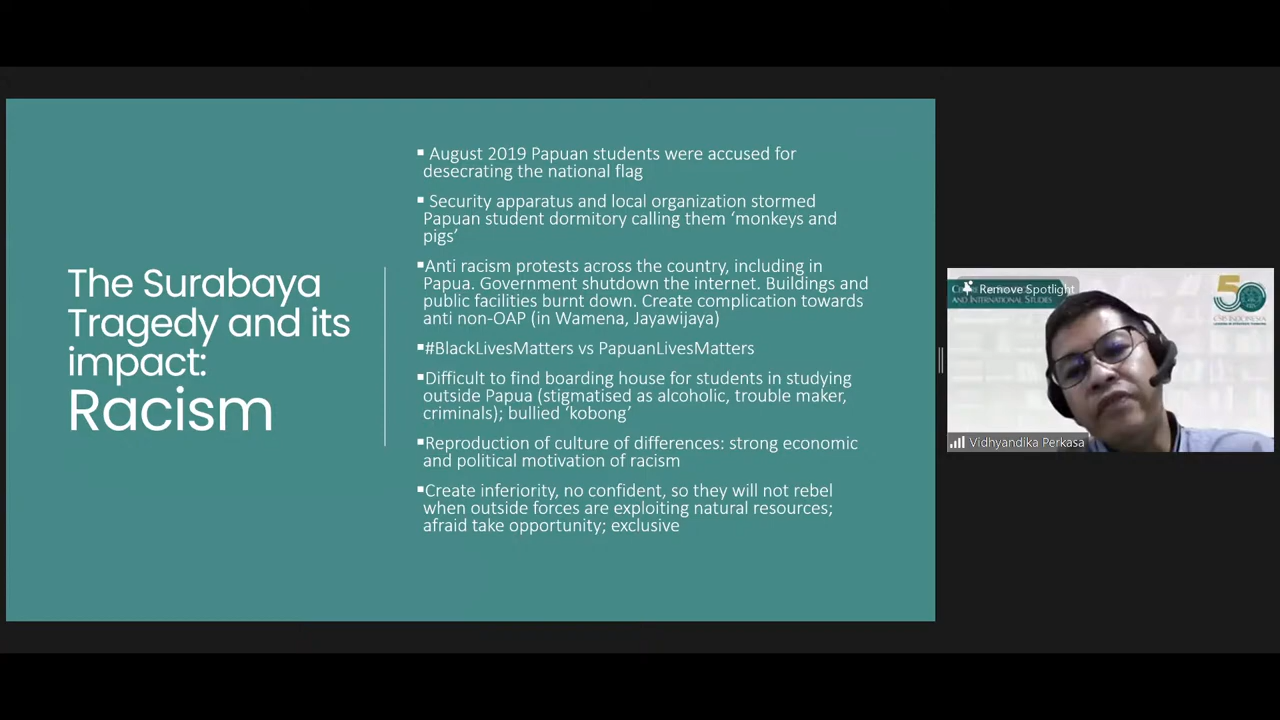 The Surabaya
Tragedy and its
impact:
Racism
▪ August 2019 Papuan students were accused for
desecrating the national flag
▪ Security apparatus and local organization stormed
Papuan student dormitory calling them ‘monkeys and
pigs’
▪Anti racism protests across the country, including in
Papua. Government shutdown the internet. Buildings and
public facilities burnt down. Create complication towards
anti non-OAP (in Wamena, Jayawijaya)
▪#BlackLivesMatters vs PapuanLivesMatters
▪Difficult to find boarding house for students in studying
outside Papua (stigmatised as alcoholic, trouble maker,
criminals); bullied ‘kobong’
▪Reproduction of culture of differences: strong economic
and political motivation of racism
▪Create inferiority, no confident, so they will not rebel
when outside forces are exploiting natural resources;
afraid take opportunity; exclusive
Remove Spotlight
and International Studies
50
CSIS INDONESIA
Vidhyandika Perkasa